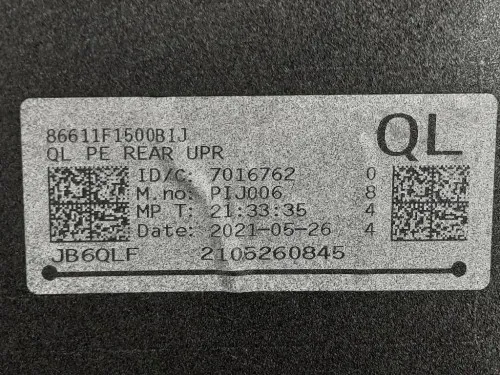 86611F1500BIJ
QL PE REAR UPR
QL
ID/C: 7016762 0
M.no: PIJ006 8
MP T: 21:33:35 4
Date: 2021-05-26 4
JB6QLF 2105260845